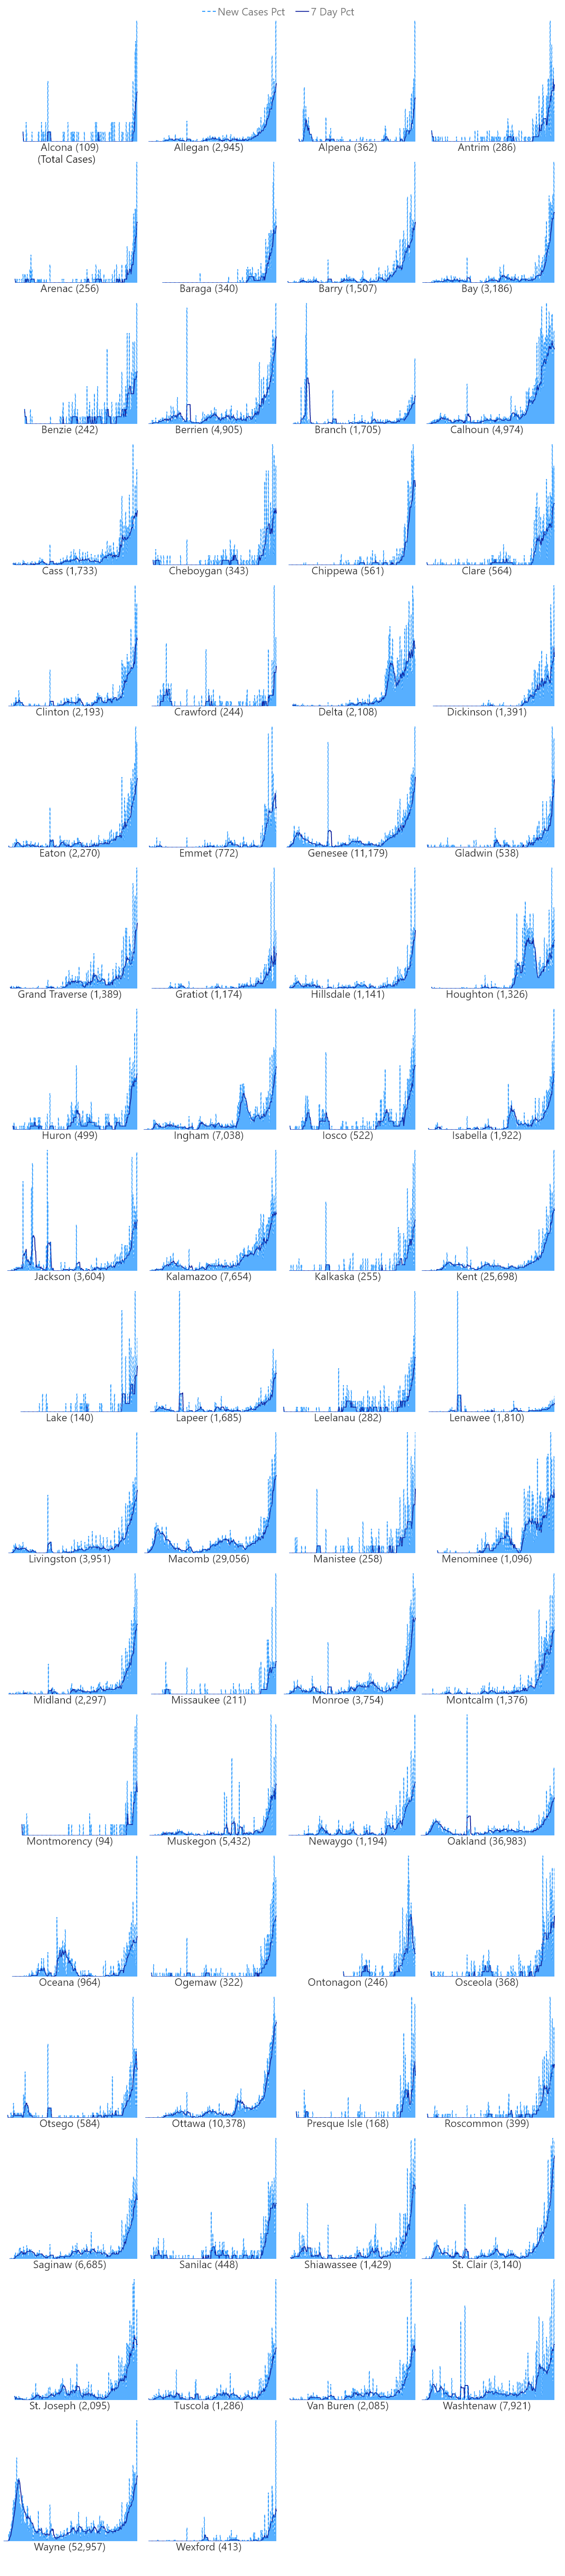 New Cases Pct 7 Day Pct
Alcona (109) Allegan (2,945) Alpena (362) Antrim (286)
(Total Cases)
Arenac (256) Baraga (340) Barry (1,507) Bay (3,186)
Benzie (242) Berrien (4,905) Branch (1,705) Calhoun (4,974)
Cass (1,733) Cheboygan (343) Chippewa (561) Clare (564)
Clinton (2,193) Crawford (244) Delta (2,108) Dickinson (1,391)
Eaton (2,270) Emmet (772) Genesee (11,179) Gladwin (538)
Grand Traverse (1,389) Gratiot (1,174) Hillsdale (1,141) Houghton (1,326)
Huron (499) Ingham (7,038) Iosco (522) Isabella (1,922)
Jackson (3,604) Kalamazoo (7,654) Kalkaska (255) Kent (25,698)
Lake (140) Lapeer (1,685) Leelanau (282) Lenawee (1,810)
Livingston (3,951) Macomb (29,056) Manistee (258) Menominee (1,096)
Midland (2,297) Missaukee (211) Monroe (3,754) Montcalm (1,376)
Montmorency (94) Muskegon (5,432) Newaygo (1,194) Oakland (36,983)
Oceana (964) Ogemaw (322) Ontonagon (246) Osceola (368)
Otsego (584) Ottawa (10,378) Presque Isle (168) Roscommon (399)
Saginaw (6,685) Sanilac (448) Shiawassee (1,429) St. Clair (3,140)
St. Joseph (2,095) Tuscola (1,286) Van Buren (2,085) Washtenaw (7,921)
Wayne (52,957) Wexford (413)